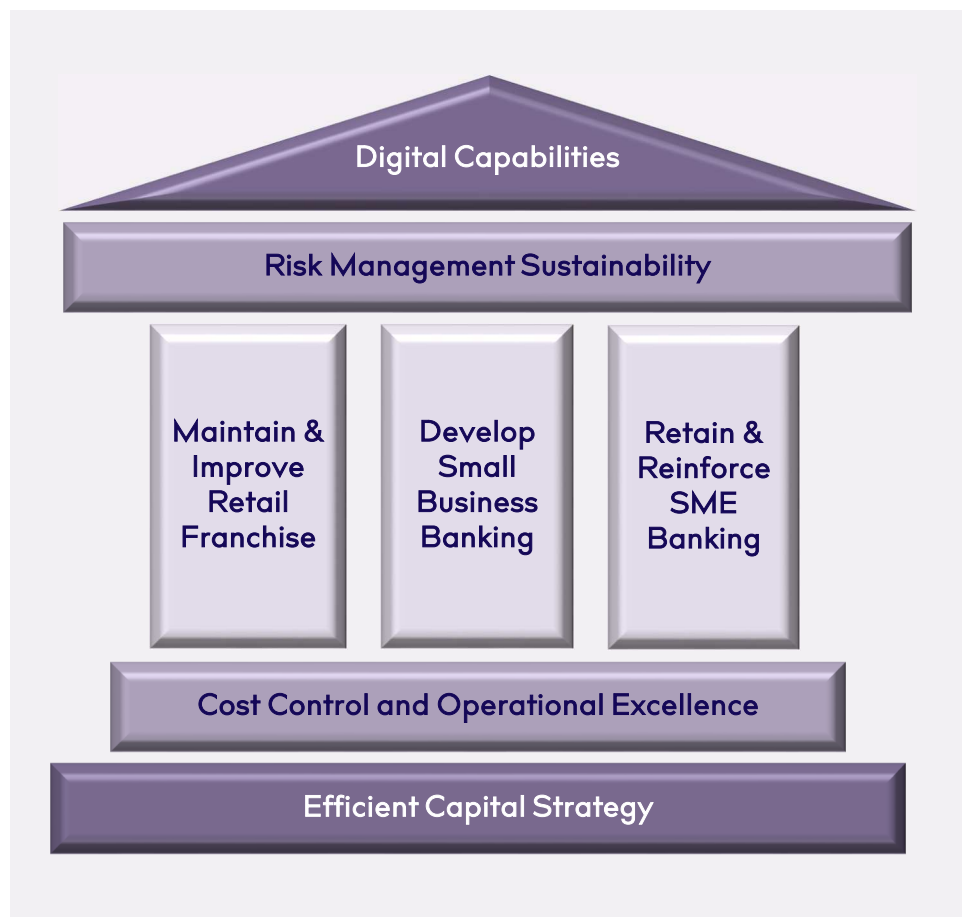 Digital Capabilities
Risk Management Sustainability
Maintain &
Improve
Retail
Franchise
Develop
Small
Business
Banking
Retain &
Reinforce
SME
Banking
Cost Control and Operational Excellence
Efficient Capital Strategy